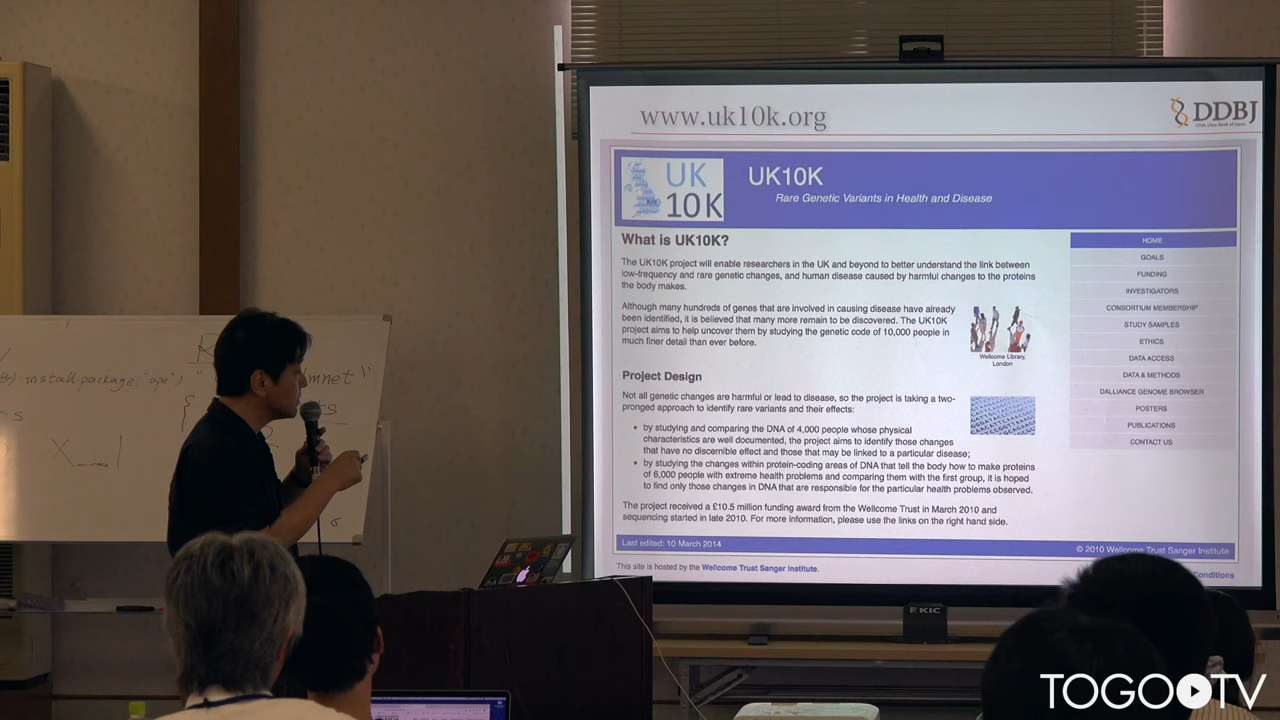 www.uk10k.org
DDBJ
DNA Data Bank of Japan
UK
10K
UK10K
Rare Genetic Variants in Health and Disease
What is UK10K?
The UK10K project will enable researchers in the UK and beyond to better understand the link between
low-frequency and rare genetic changes, and human disease caused by harmful changes to the proteins
the body makes.
Although many hundreds of genes that are involved in causing disease have already
been identified, it is believed that many more remain to be discovered. The UK10K
project aims to help uncover them by studying the genetic code of 10,000 people in
much finer detail than ever before.
Wellcome Library,
London
Project Design
Not all genetic changes are harmful or lead to disease, so the project is taking a two-
pronged approach to identify rare variants and their effects:
• by studying and comparing the DNA of 4,000 people whose physical
characteristics are well documented, the project aims to identify those changes
that have no discernible effect and those that may be linked to a particular disease;
• by studying the changes within protein-coding areas of DNA that tell the body how to make proteins
of 6,000 people with extreme health problems and comparing them with the first group, it is hoped
to find only those changes in DNA that are responsible for the particular health problems observed.
The project received a £10.5 million funding award from the Wellcome Trust in March 2010 and
sequencing started in late 2010. For more information, please use the links on the right hand side.
HOME
GOALS
FUNDING
INVESTIGATORS
CONSORTIUM MEMBERSHIP
STUDY SAMPLES
ETHICS
DATA ACCESS
DATA & METHODS
DALLIANCE GENOME BROWSER
POSTERS
PUBLICATIONS
CONTACT US
Last edited: 10 March 2014
© 2010 Wellcome Trust Sanger Institute
This site is hosted by the Wellcome Trust Sanger Institute.
Conditions
install.package("ape")
mnet"
KIC
TOGO TV